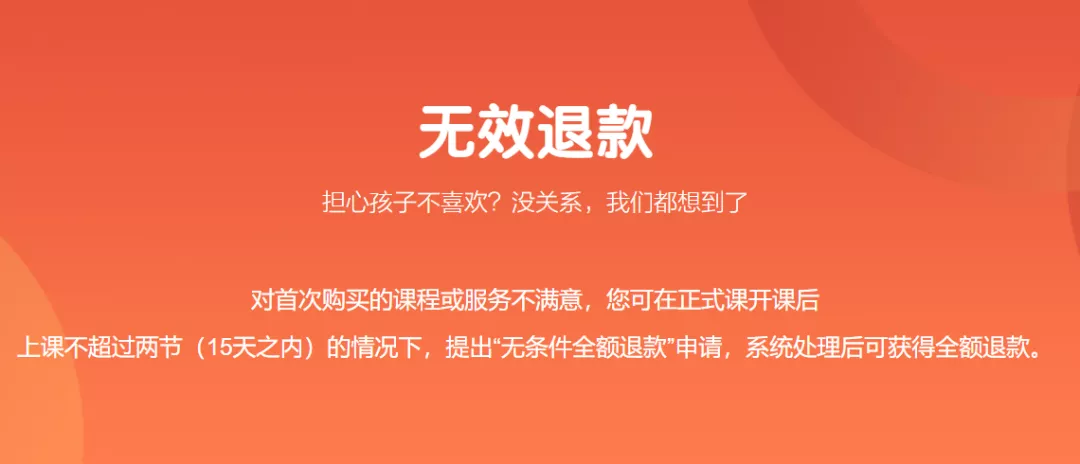 无效退款
担心孩子不喜欢？没关系，我们都想到了
对首次购买的课程或服务不满意，您可在正式课开课后
上课不超过两节（15天之内）的情况下，提出“无条件全额退款”申请，系统处理后可获得全额退款。